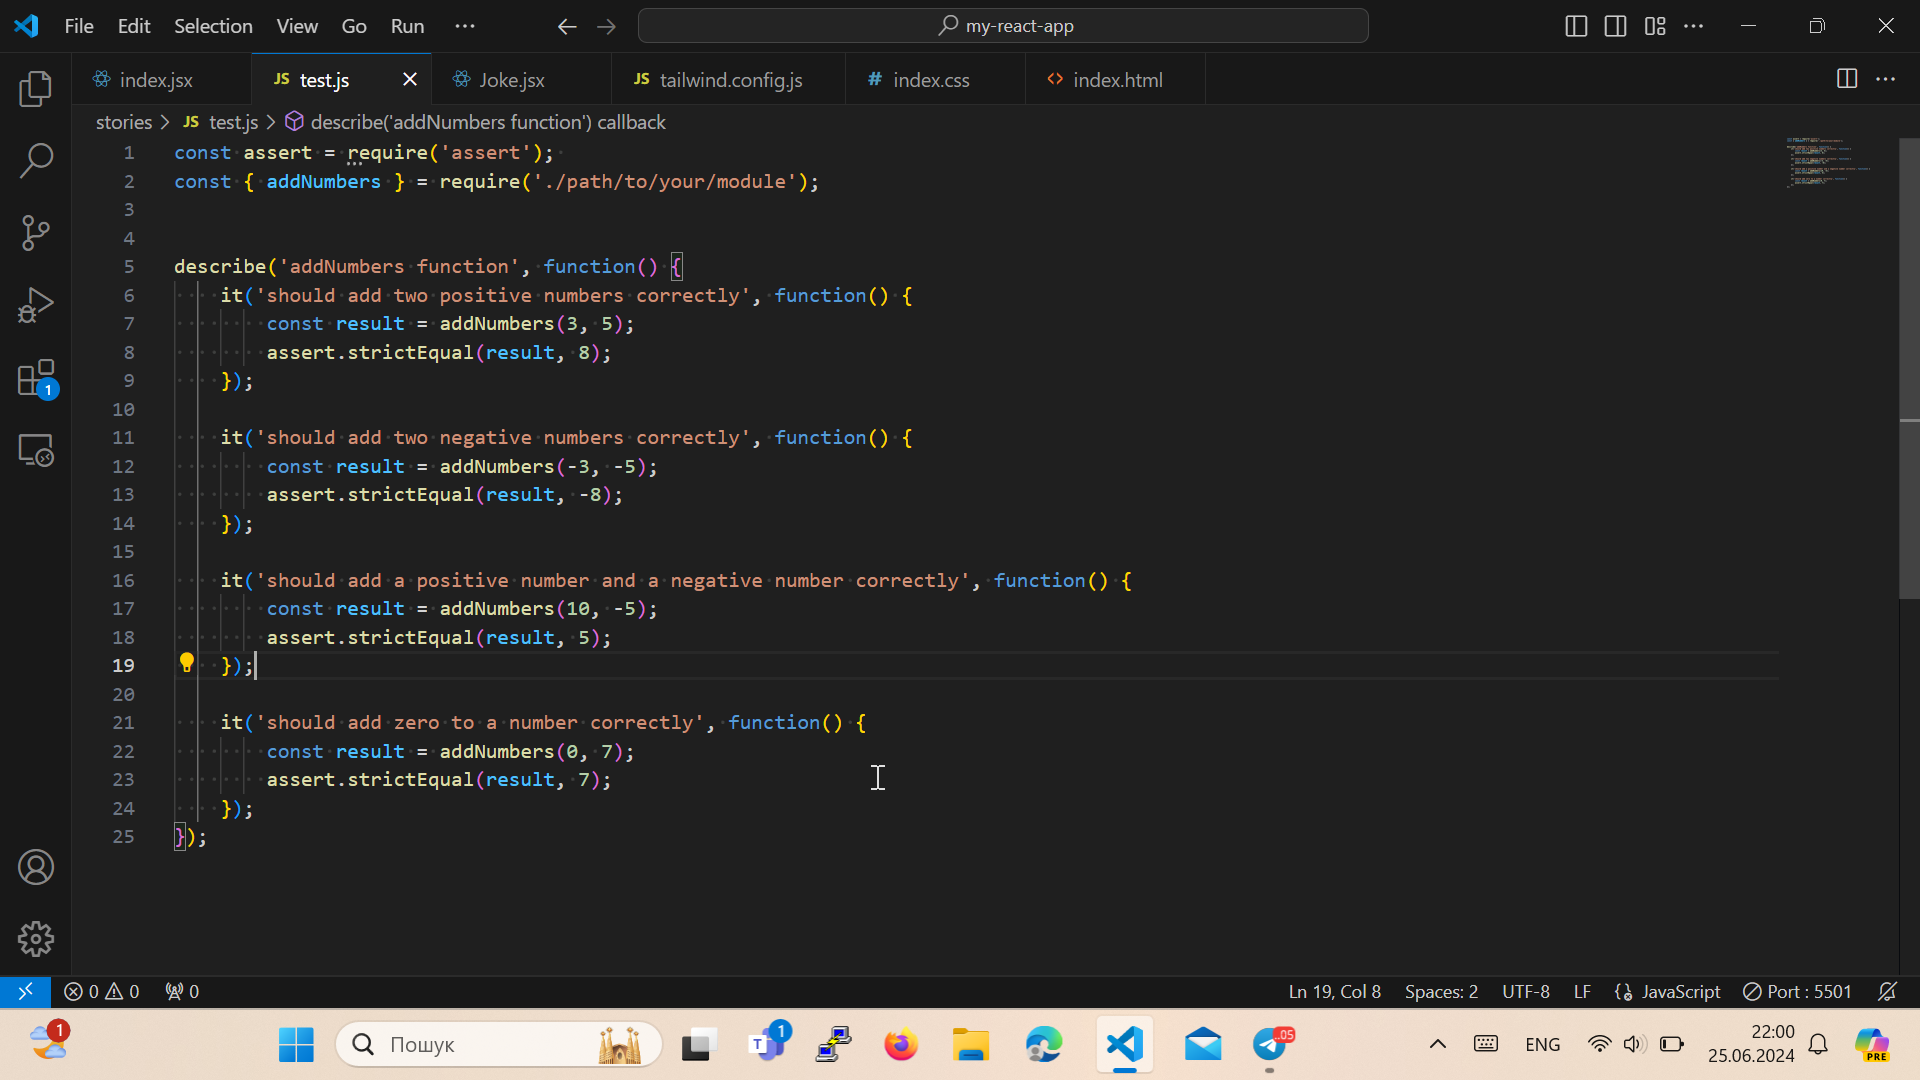 File Edit Selection View Go Run ··· my-react-app
index.jsx JS test.js Joke.jsx JS tailwind.config.js # index.css <> index.html
stories > JS test.js > describe('addNumbers function') callback
1 const assert = require('assert');
2 const { addNumbers } = require('./path/to/your/module');
3
4
5 describe('addNumbers function', function() {
6 it('should add two positive numbers correctly', function() {
7 const result = addNumbers(3, 5);
8 assert.strictEqual(result, 8);
9 });
10
11 it('should add two negative numbers correctly', function() {
12 const result = addNumbers(-3, -5);
13 assert.strictEqual(result, -8);
14 });
15
16 it('should add a positive number and a negative number correctly', function() {
17 const result = addNumbers(10, -5);
18 assert.strictEqual(result, 5);
19 });
20
21 it('should add zero to a number correctly', function() {
22 const result = addNumbers(0, 7);
23 assert.strictEqual(result, 7);
24 });
25 });
1
0 0 0 Ln 19, Col 8 Spaces: 2 UTF-8 LF JavaScript Port : 5501
1 Пошук T 1 .05 ENG 22:00
25.06.2024 PRE